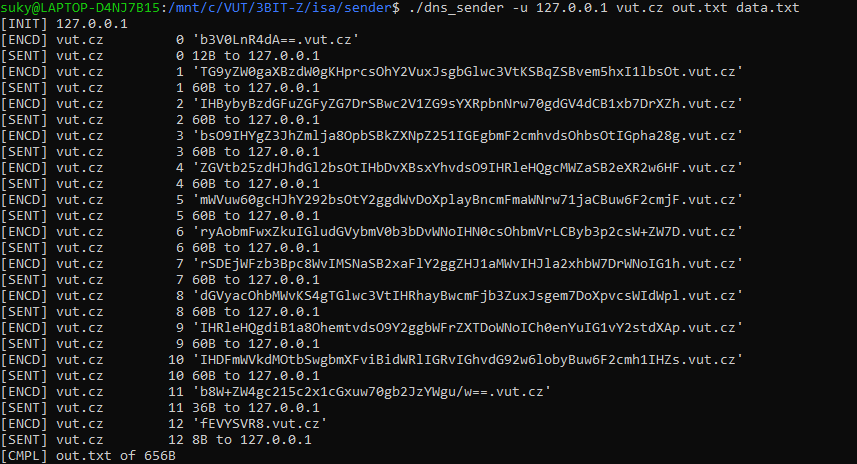 suky@LAPTOP-D4NJ7B15:/mnt/c/VUT/3BIT-Z/isa/sender$ ./dns_sender -u 127.0.0.1 vut.cz out.txt data.txt
[INIT] 127.0.0.1
[ENCD] vut.cz 0 'b3V0LnR4dA==.vut.cz'
[SENT] vut.cz 0 12B to 127.0.0.1
[ENCD] vut.cz 1 'TG9yZW0gaXBzdW0gKHprcsOhY2VuxJsgbGlwc3VtKSBqZSBvem5hxI1lbsOt.vut.cz'
[SENT] vut.cz 1 60B to 127.0.0.1
[ENCD] vut.cz 2 'IHBybyBzdGFuZGFyZG7DrSBwc2V1ZG9sYXRpbnNrw70gdGV4dCB1xb7DrXZh.vut.cz'
[SENT] vut.cz 2 60B to 127.0.0.1
[ENCD] vut.cz 3 'bsO9IHYgZ3JhZmlja8OpbSBkZXNpZ251IGEgbmF2cmhvdsOhbsOtIGpha28g.vut.cz'
[SENT] vut.cz 3 60B to 127.0.0.1
[ENCD] vut.cz 4 'ZGVtb25zdHJhdGl2bsOtIHbDvXBsxYhvdsO9IHRleHQgcMWZaSB2eXR2w6HF.vut.cz'
[SENT] vut.cz 4 60B to 127.0.0.1
[ENCD] vut.cz 5 'mWVuw60gcHJhY292bsOtY2ggdWvDoXplayBncmFmaWNrw71jaCBuw6F2cmjF.vut.cz'
[SENT] vut.cz 5 60B to 127.0.0.1
[ENCD] vut.cz 6 'ryAobmFwxZkuIGludGVybmV0b3bDvWNoIHN0csOhbmVrLCByb3p2csW+ZW7D.vut.cz'
[SENT] vut.cz 6 60B to 127.0.0.1
[ENCD] vut.cz 7 'rSDEjWFzb3Bpc8WvIMSNaSB2xaFlY2ggZHJ1aMWvIHJla2xhbW7DrWNoIG1h.vut.cz'
[SENT] vut.cz 7 60B to 127.0.0.1
[ENCD] vut.cz 8 'dGVyacOhbMWvKS4gTGlwc3VtIHRhayBwcmFjb3ZuxJsgem7DoXpvcsWIdWpl.vut.cz'
[SENT] vut.cz 8 60B to 127.0.0.1
[ENCD] vut.cz 9 'IHRleHQgdiB1a8OhemtvdsO9Y2ggbWFrZXTDoWNoICh0enYuIG1vY2stdXAp.vut.cz'
[SENT] vut.cz 9 60B to 127.0.0.1
[ENCD] vut.cz 10 'IHDFmWVkdMOtbSwgbmXFviBidWRlIGRvIGhvdG92w6lobyBuw6F2cmh1IHZs.vut.cz'
[SENT] vut.cz 10 60B to 127.0.0.1
[ENCD] vut.cz 11 'b8W+ZW4gc215c2x1cGxuw70gb2JzYWgu/w==.vut.cz'
[SENT] vut.cz 11 36B to 127.0.0.1
[ENCD] vut.cz 12 'fEVYSVR8.vut.cz'
[SENT] vut.cz 12 8B to 127.0.0.1
[CMPL] out.txt of 656B